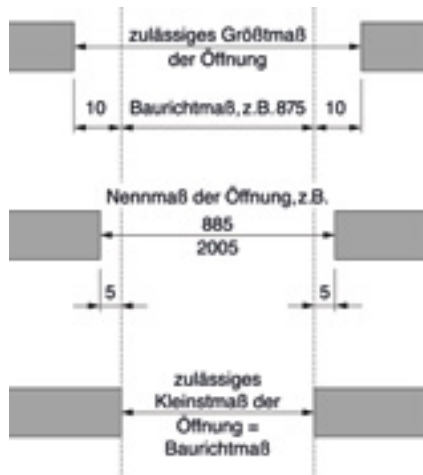 zulässiges Größtmaß
der Öffnung
10 Baurichtmaß, z.B. 875 10
Nennmaß der Öffnung, z.B.
885
2005
5 5
zulässiges
Kleinstmaß der
Öffnung =
Baurichtmaß